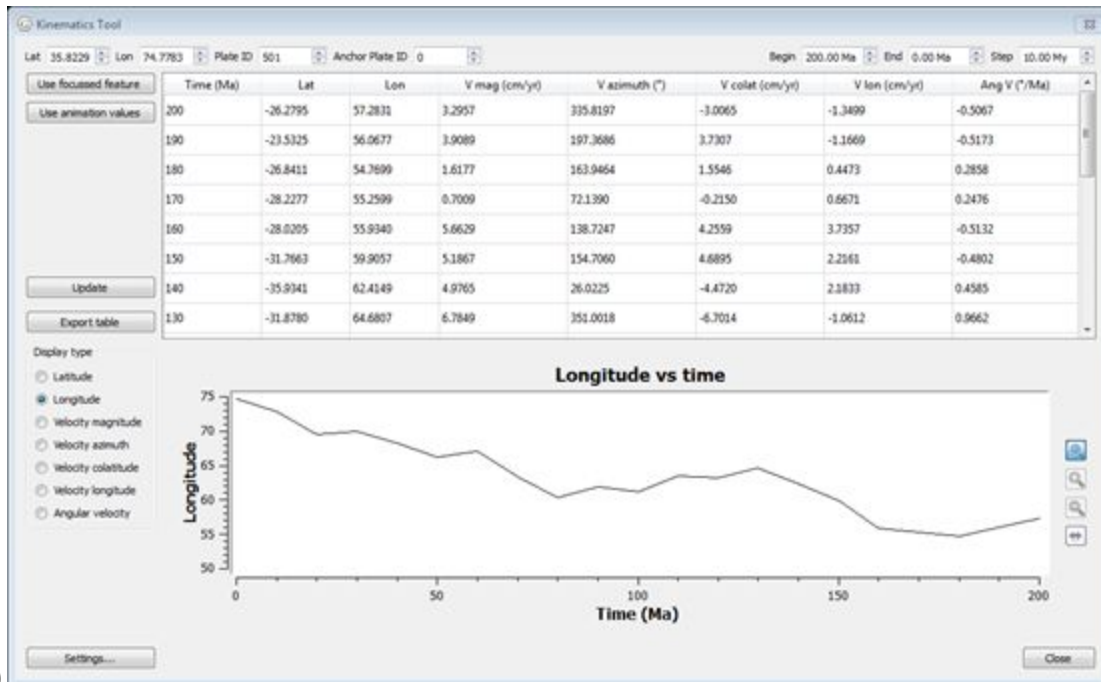 Kinematics Tool
Lat 35.8229 Lon 74.7783 Plate ID 501 Anchor Plate ID 0 Begin 200.00 Ma End 0.00 Ma Step 10.00 My
Use focussed feature
Use animation values
Time (Ma) Lat Lon V mag (cm/yr) V azimuth (°) V colat (cm/yr) V lon (cm/yr) Ang V (°/Ma)
200 -26.2795 57.2831 3.2957 335.8197 -3.0065 -1.3499 -0.5067
190 -23.5325 56.0677 3.9089 197.3686 3.7307 -1.1669 -0.5173
180 -26.8411 54.7699 1.6177 163.9464 1.5546 0.4473 0.2858
170 -28.2277 55.2599 0.7009 72.1390 -0.2150 0.6671 0.2476
160 -28.0205 55.9340 5.6629 138.7247 4.2559 3.7357 -0.5132
150 -31.7663 59.9057 5.1867 154.7060 4.6895 2.2161 -0.4802
140 -35.9341 62.4149 4.9765 26.0225 -4.4720 2.1833 0.4585
130 -31.8780 64.6807 6.7849 351.0018 -6.7014 -1.0612 0.9662
Update
Export table
Display type
Latitude
Longitude
Velocity magnitude
Velocity azimuth
Velocity colatitude
Velocity longitude
Angular velocity
Longitude vs time
Longitude
75
70
65
60
55
50
0 50 100 150 200
Time (Ma)
Settings...
Close